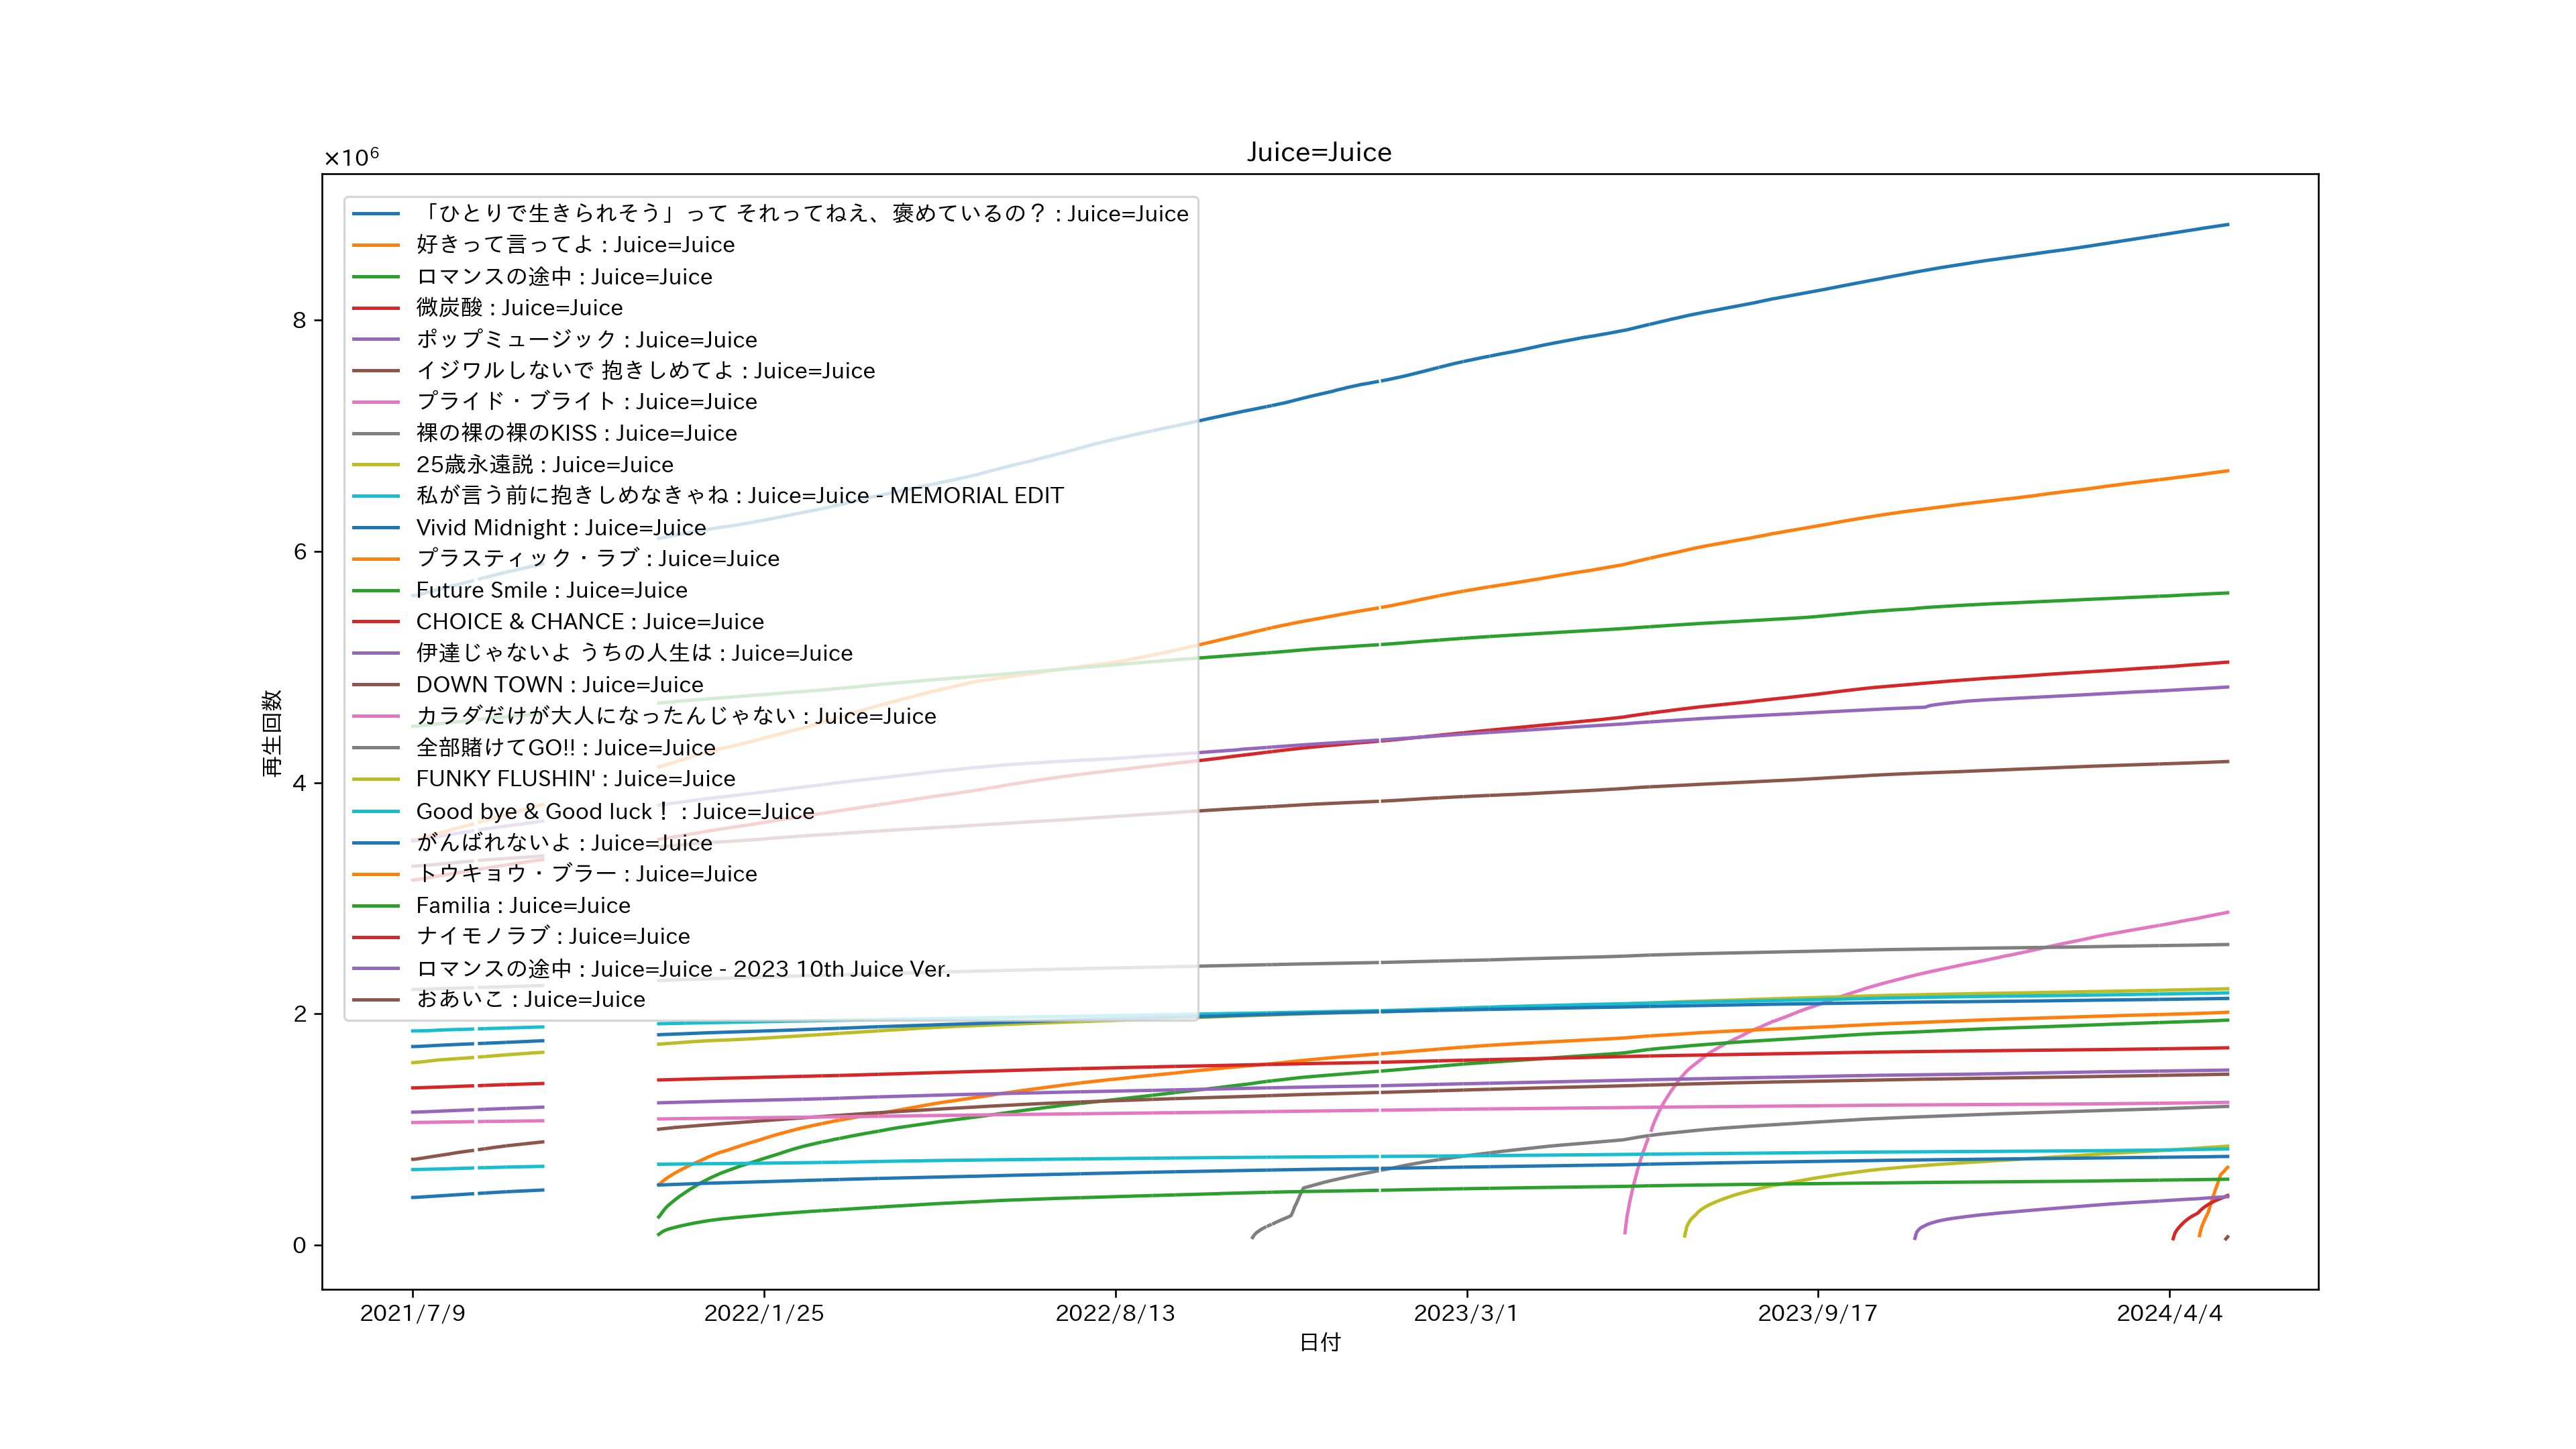 Juice=Juice
×10⁶
「ひとりで生きられそう」って それってねえ、褒めているの？ : Juice=Juice
好きって言ってよ : Juice=Juice
ロマンスの途中 : Juice=Juice
微炭酸 : Juice=Juice
ポップミュージック : Juice=Juice
イジワルしないで 抱きしめてよ : Juice=Juice
プライド・ブライト : Juice=Juice
裸の裸の裸のKISS : Juice=Juice
25歳永遠説 : Juice=Juice
私が言う前に抱きしめなきゃね : Juice=Juice - MEMORIAL EDIT
Vivid Midnight : Juice=Juice
プラスティック・ラブ : Juice=Juice
Future Smile : Juice=Juice
CHOICE & CHANCE : Juice=Juice
伊達じゃないよ うちの人生は : Juice=Juice
DOWN TOWN : Juice=Juice
カラダだけが大人になったんじゃない : Juice=Juice
全部賭けてGO!! : Juice=Juice
FUNKY FLUSHIN' : Juice=Juice
Good bye & Good luck！ : Juice=Juice
がんばれないよ : Juice=Juice
トウキョウ・ブラー : Juice=Juice
Familia : Juice=Juice
ナイモノラブ : Juice=Juice
ロマンスの途中 : Juice=Juice - 2023 10th Juice Ver.
おあいこ : Juice=Juice
8
6
4
2
0
再生回数
2021/7/9
2022/1/25
2022/8/13
2023/3/1
2023/9/17
2024/4/4
日付